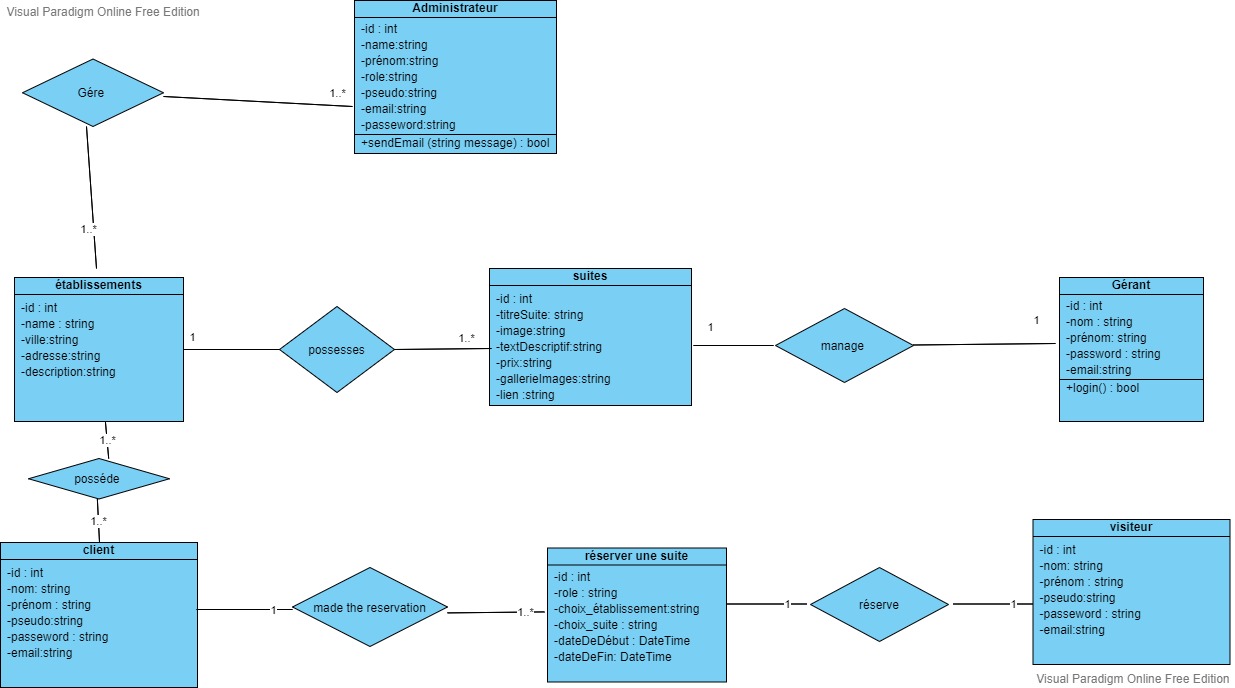 Visual Paradigm Online Free Edition
Administrateur
-id : int
-name:string
-prénom:string
-role:string
-pseudo:string
-email:string
-passeword:string
+sendEmail (string message) : bool
Gére
1..*
1..*
établissements
-id : int
-name : string
-ville:string
-adresse:string
-description:string
1
possesses
1..*
suites
-id : int
-titreSuite: string
-image:string
-textDescriptif:string
-prix:string
-gallerieImages:string
-lien :string
1
manage
1
Gérant
-id : int
-nom : string
-prénom: string
-password : string
-email:string
+login() : bool
1..*
posséde
1..*
client
-id : int
-nom: string
-prénom : string
-pseudo:string
-passeword : string
-email:string
1
made the reservation
1..*
réserver une suite
-id : int
-role : string
-choix_établissement:string
-choix_suite : string
-dateDeDébut : DateTime
-dateDeFin: DateTime
1
réserve
1
visiteur
-id : int
-nom: string
-prénom : string
-pseudo:string
-passeword : string
-email:string
Visual Paradigm Online Free Edition